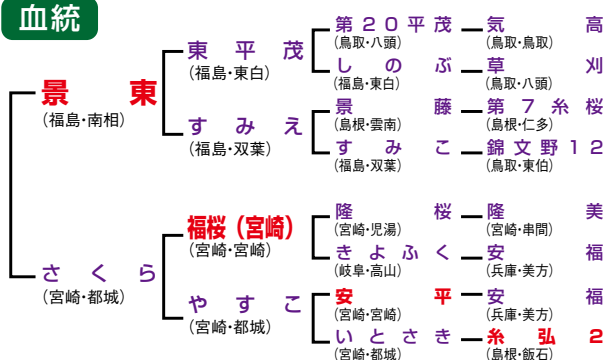 血統
景東
(福島・南相)
東平茂
(福島・東白)
第20平茂
(鳥取・八頭)
気高
(鳥取・鳥取)
しのぶ
(福島・東白)
草刈
(鳥取・八頭)
すみえ
(福島・双葉)
景藤
(島根・雲南)
第7糸桜
(島根・仁多)
すみこ
(福島・双葉)
錦文野12
(鳥取・東伯)
さくら
(宮崎・都城)
福桜(宮崎)
(宮崎・宮崎)
隆桜
(宮崎・児湯)
隆美
(宮崎・串間)
きよふく
(岐阜・高山)
安福
(兵庫・美方)
やすこ
(宮崎・都城)
安平
(宮崎・宮崎)
安福
(兵庫・美方)
いとさき
(宮崎・都城)
糸弘2
(島根・飯石)